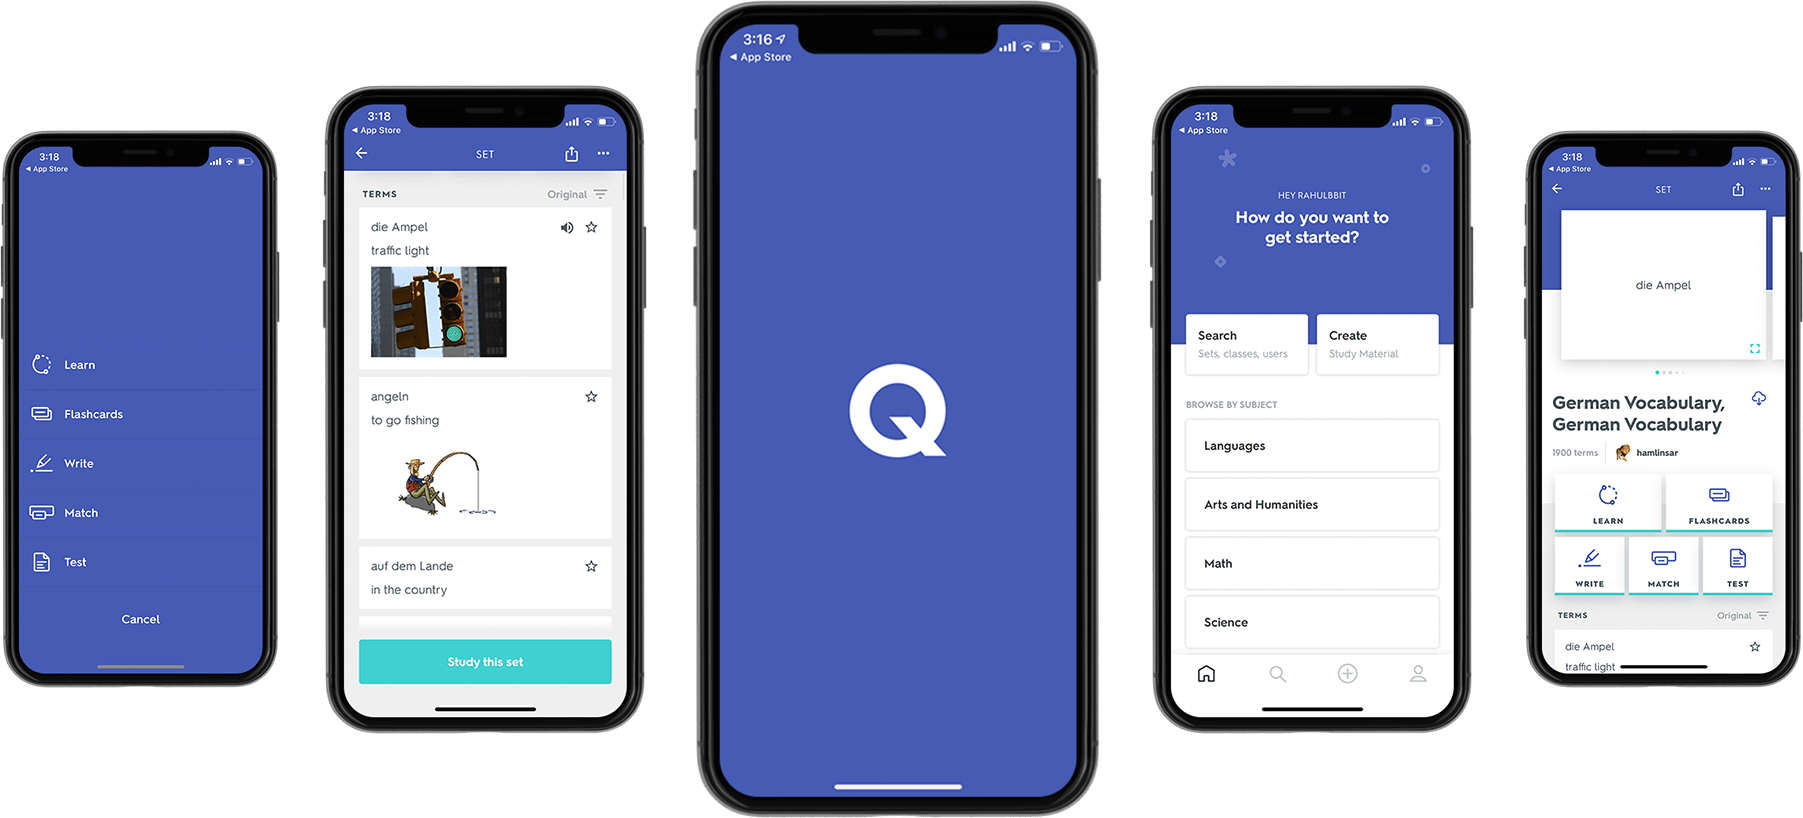 3:18
App Store
Learn
Flashcards
Write
Match
Test
Cancel
3:18
App Store
SET
TERMS
Original
die Ampel
traffic light
angeln
to go fishing
auf dem Lande
in the country
Study this set
3:16
App Store
Q
3:18
App Store
HEY RAHULBBIT
How do you want to
get started?
Search
Sets, classes, users
Create
Study Material
BROWSE BY SUBJECT
Languages
Arts and Humanities
Math
Science
3:18
App Store
SET
die Ampel
German Vocabulary,
German Vocabulary
1900 terms
hamlinsar
LEARN
FLASHCARDS
WRITE
MATCH
TEST
TERMS
Original
die Ampel
traffic light